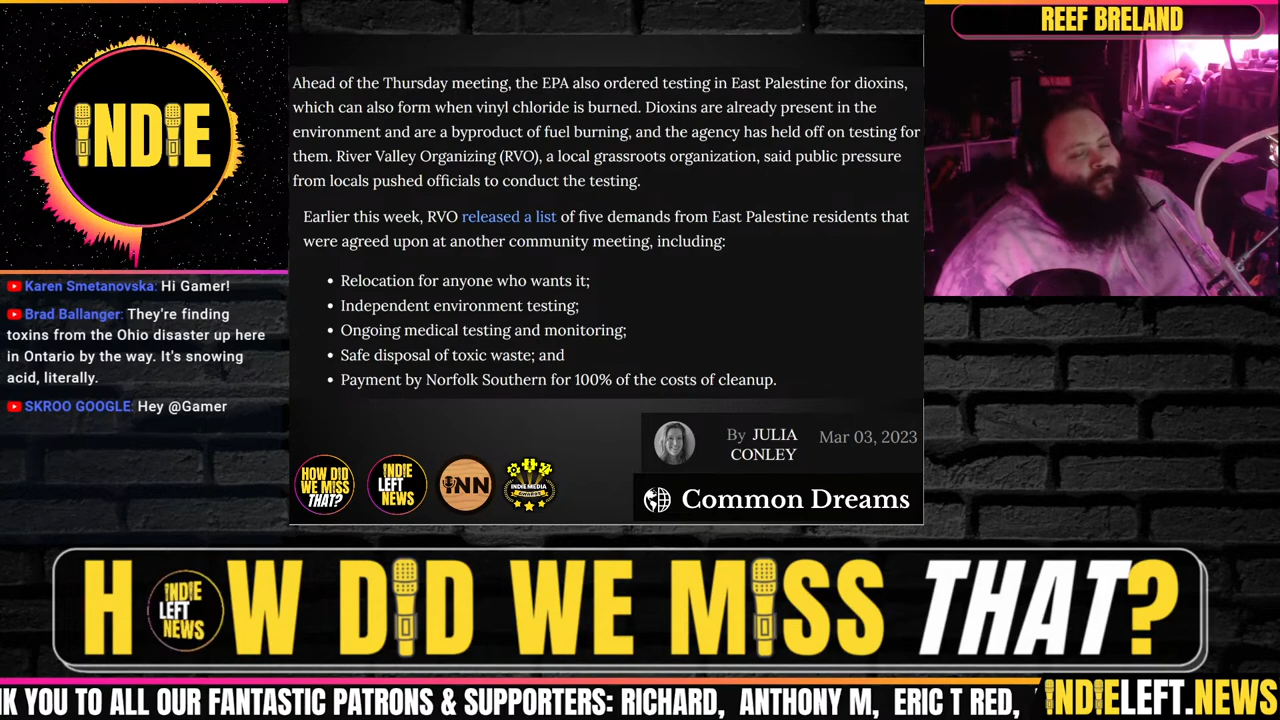 INDIE
REEF BRELAND
Ahead of the Thursday meeting, the EPA also ordered testing in East Palestine for dioxins,
which can also form when vinyl chloride is burned. Dioxins are already present in the
environment and are a byproduct of fuel burning, and the agency has held off on testing for
them. River Valley Organizing (RVO), a local grassroots organization, said public pressure
from locals pushed officials to conduct the testing.
Earlier this week, RVO released a list of five demands from East Palestine residents that
were agreed upon at another community meeting, including:
• Relocation for anyone who wants it;
• Independent environment testing;
• Ongoing medical testing and monitoring;
• Safe disposal of toxic waste; and
• Payment by Norfolk Southern for 100% of the costs of cleanup.
Karen Smetanovska: Hi Gamer!
Brad Ballanger: They're finding
toxins from the Ohio disaster up here
in Ontario by the way. It's snowing
acid, literally.
SKROO GOOGLE: Hey @Gamer
By JULIA
CONLEY
Mar 03, 2023
Common Dreams
HOW DID
WE MISS
THAT?
INDIE
LEFT
NEWS
INN
INDIE MEDIA
AWARDS
HOW DID WE MISS THAT?
INDIE
LEFT
NEWS
NK YOU TO ALL OUR FANTASTIC PATRONS & SUPPORTERS: RICHARD, ANTHONY M, ERIC T RED,
INDIELEFT.NEWS